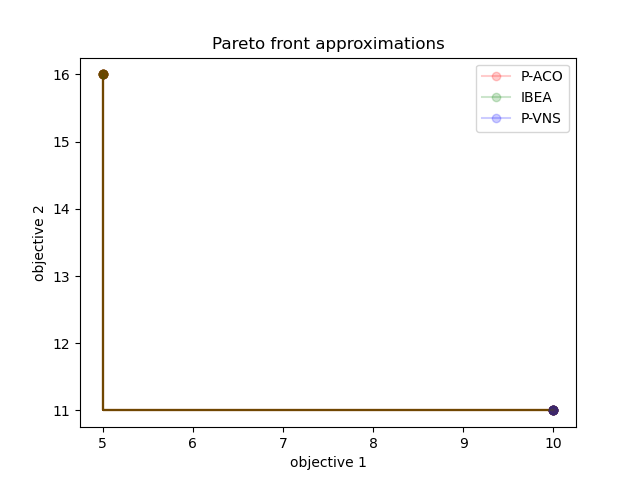 Pareto front approximations
16
15
14
13
12
11
objective 2
5
6
7
8
9
10
objective 1
P-ACO
IBEA
P-VNS